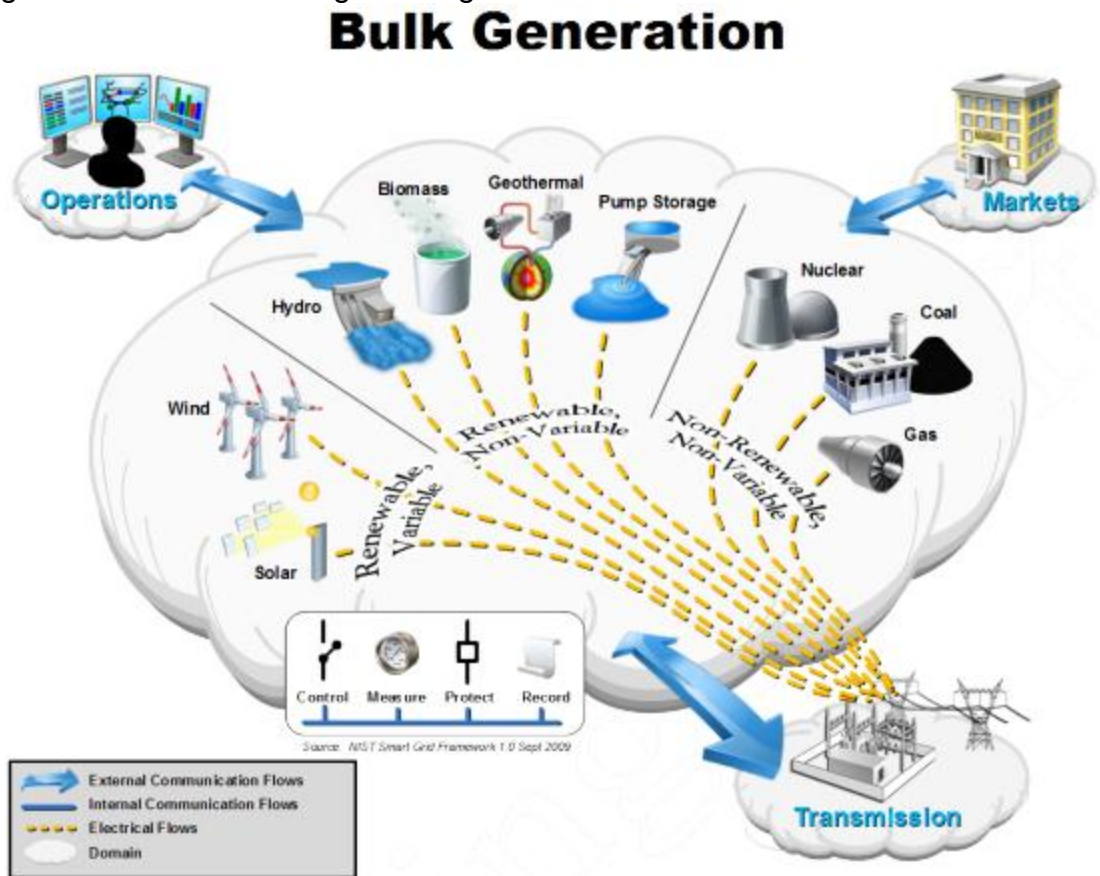 Bulk Generation
Operations
Markets
Biomass
Geothermal
Pump Storage
Hydro
Nuclear
Coal
Wind
Gas
Solar
Renewable,
Variable
Renewable,
Non-Variable
Non-Renewable,
Non-Variable
Control Measure Protect Record
Source: NIST Smart Grid Framework 1.0 Sept 2009
Transmission
External Communication Flows
Internal Communication Flows
Electrical Flows
Domain